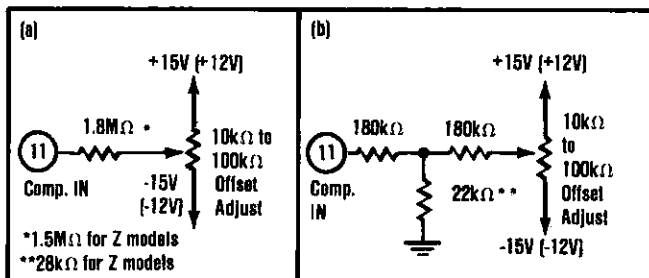 (a)
+15V (+12V)
1.8MΩ *
11
Comp. IN
10kΩ to
100kΩ
Offset
Adjust
-15V
(-12V)
*1.5MΩ for Z models
**28kΩ for Z models
(b)
+15V (+12V)
180kΩ
180kΩ
11
Comp.
IN
22kΩ**
10kΩ
to
100kΩ
Offset
Adjust
-15V (-12V)